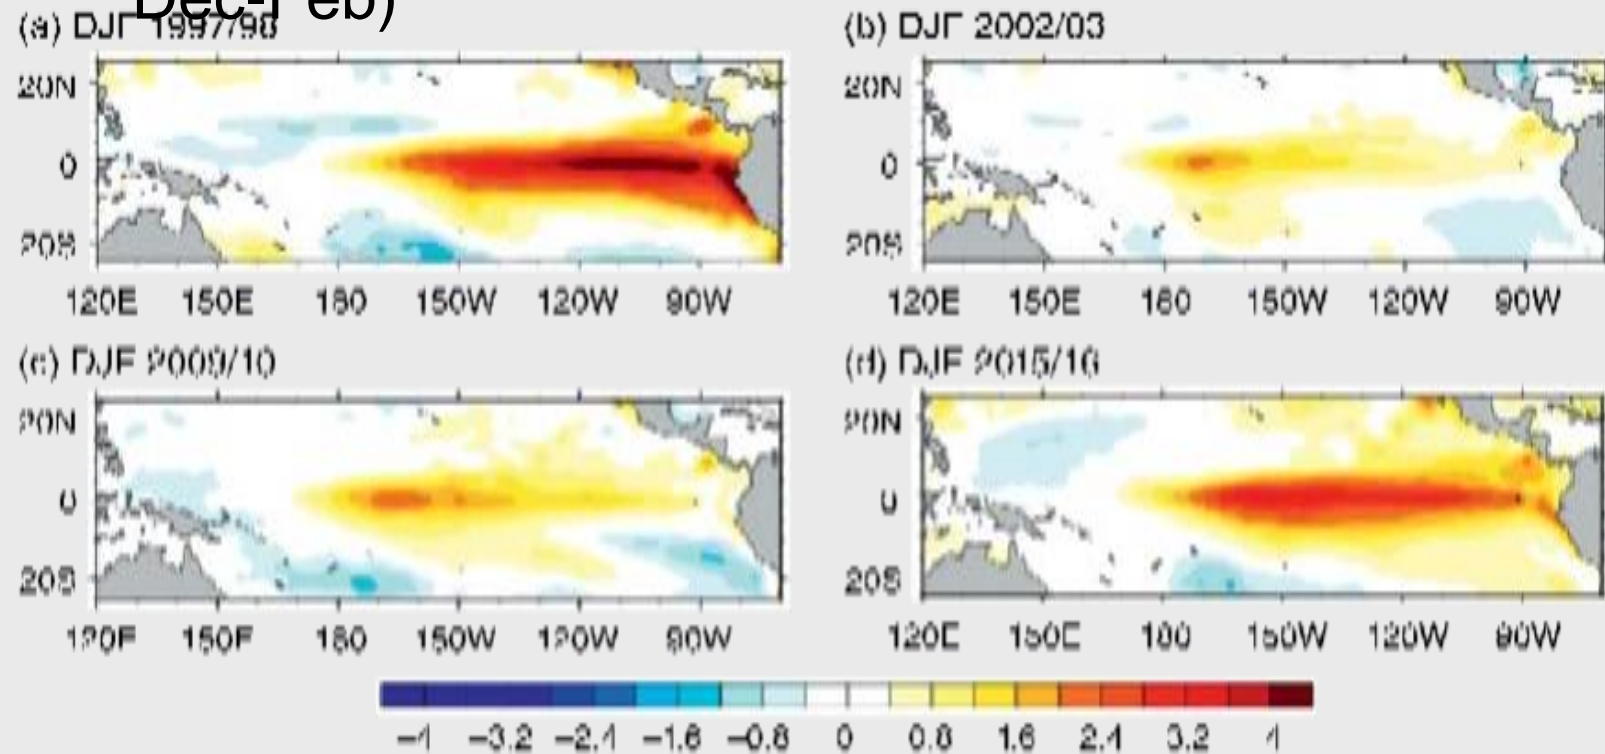 Dec-Feb)
(a) DJF 1997/98
(b) DJF 2002/03
20N
0
20S
120E 150E 180 150W 120W 90W
20N
0
20S
120E 150E 180 150W 120W 90W
(c) DJF 2009/10
(d) DJF 2015/16
20N
0
20S
120E 150E 180 150W 120W 90W
20N
0
20S
120E 150E 180 150W 120W 90W
−4 −3.2 −2.4 −1.6 −0.8 0 0.8 1.6 2.4 3.2 4